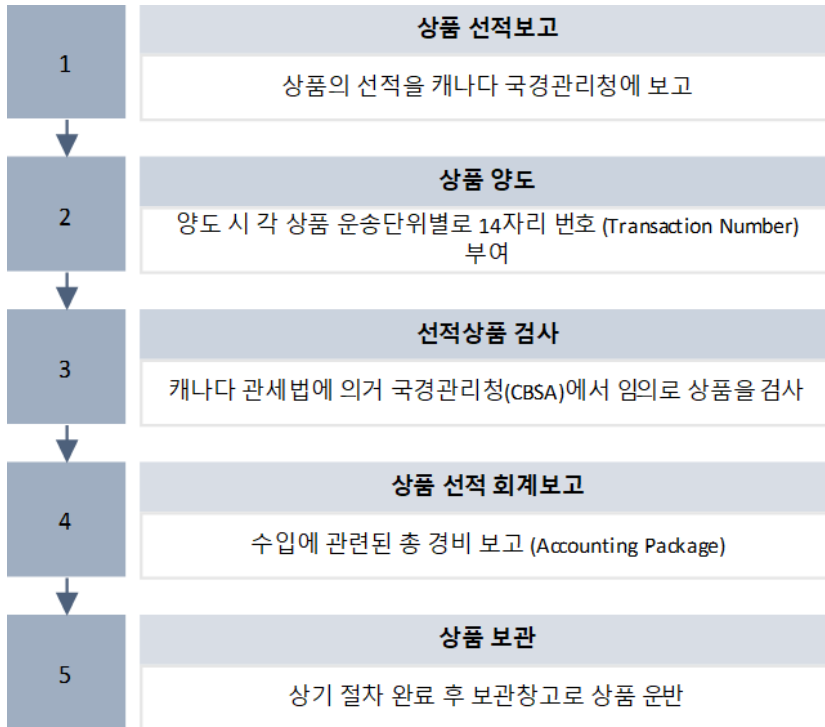 1
상품 선적보고
상품의 선적을 캐나다 국경관리청에 보고
2
상품 양도
양도 시 각 상품 운송단위별로 14자리 번호 (Transaction Number)
부여
3
선적상품 검사
캐나다 관세법에 의거 국경관리청(CBSA)에서 임의로 상품을 검사
4
상품 선적 회계보고
수입에 관련된 총 경비 보고 (Accounting Package)
5
상품 보관
상기 절차 완료 후 보관창고로 상품 운반